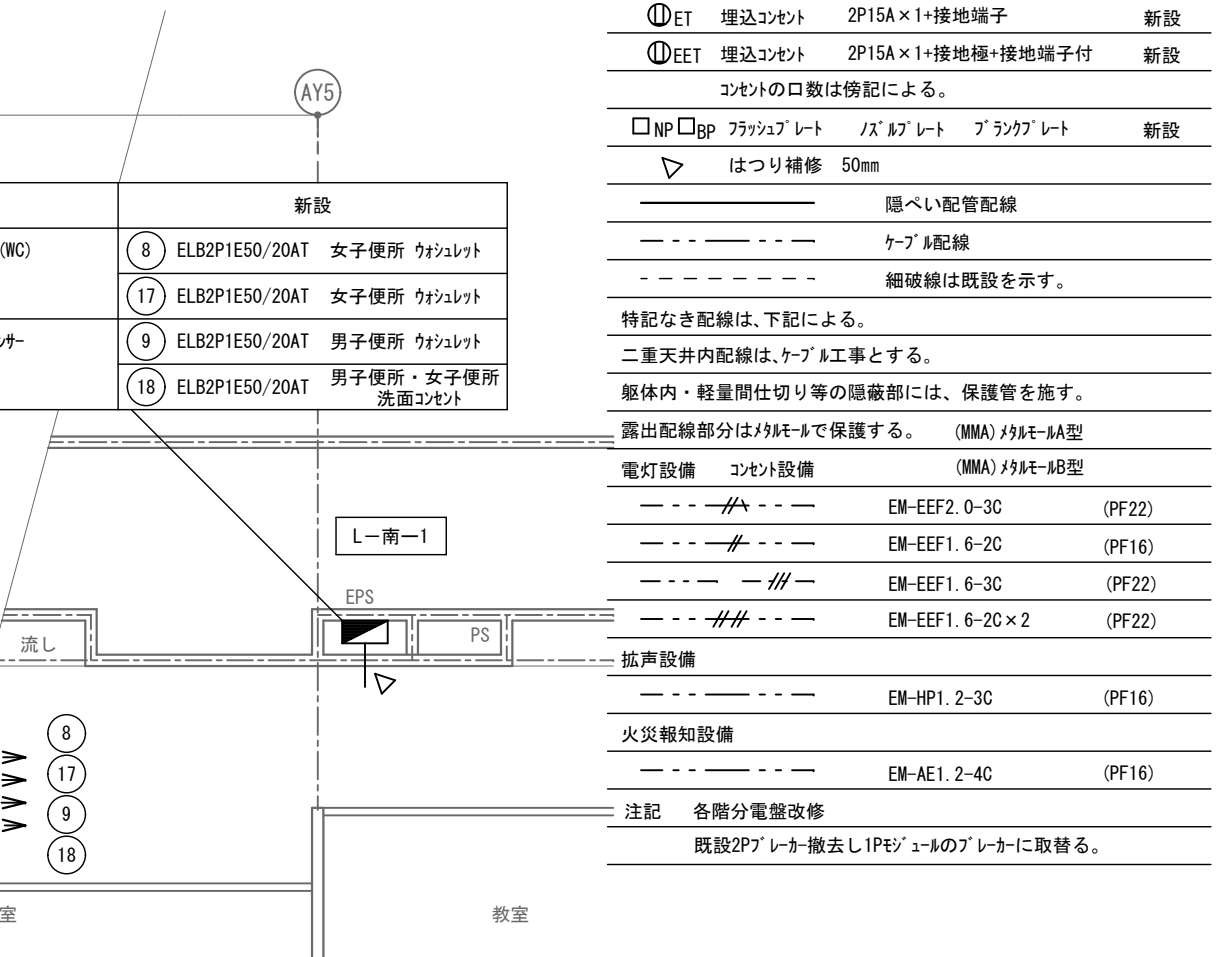 ET 埋込コンセント 2P15A×1+接地端子 新設
EET 埋込コンセント 2P15A×1+接地極+接地端子付 新設
コンセントの口数は傍記による。
NP BP フラッシュプレート ノズルプレート ブランクプレート 新設
はつり補修 50mm
隠ぺい配管配線
ケーブル配線
細破線は既設を示す。
特記なき配線は、下記による。
二重天井内配線は、ケーブル工事とする。
躯体内・軽量間仕切り等の隠蔽部には、保護管を施す。
露出配線部分はメタルモールで保護する。 (MMA)メタルモールA型
電灯設備 コンセント設備 (MMA)メタルモールB型
EM-EEF2.0-3C (PF22)
EM-EEF1.6-2C (PF16)
EM-EEF1.6-3C (PF22)
EM-EEF1.6-2C×2 (PF22)
拡声設備
EM-HP1.2-3C (PF16)
火災報知設備
EM-AE1.2-4C (PF16)
注記 各階分電盤改修
既設2Pブレーカー撤去し1Pモジュールのブレーカーに取替る。
AY5
新設
(WC)
8 ELB2P1E50/20AT 女子便所 ウォシュレット
17 ELB2P1E50/20AT 女子便所 ウォシュレット
ンサー
9 ELB2P1E50/20AT 男子便所 ウォシュレット
18 ELB2P1E50/20AT 男子便所・女子便所
洗面コンセント
L-南-1
EPS
PS
流し
8
17
9
18
室
教室